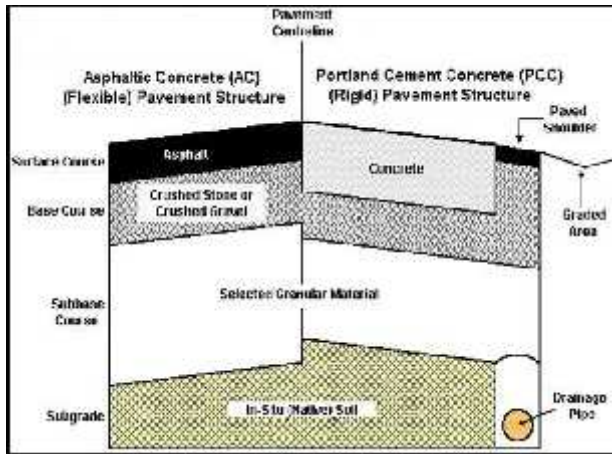 Pavement
Centreline
Asphaltic Concrete (AC)
(Flexible) Pavement Structure
Portland Cement Concrete (PCC)
(Rigid) Pavement Structure
Paved
Shoulder
Surface Course
Asphalt
Concrete
Base Course
Crushed Stone or
Crushed Gravel
Graded
Area
Subbase
Course
Selected Granular Material
Subgrade
In-Situ (Native) Soil
Drainage
Pipe